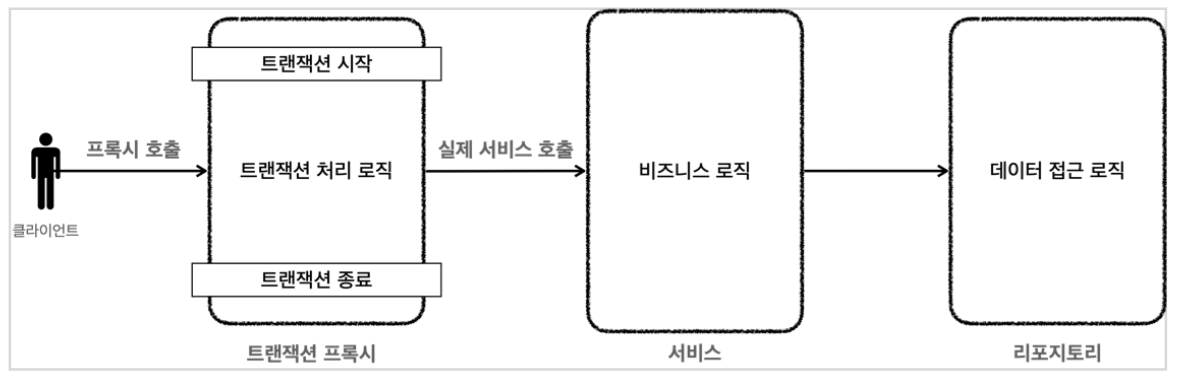 트랜잭션 시작
프록시 호출
트랜잭션 처리 로직
실제 서비스 호출
비즈니스 로직
데이터 접근 로직
클라이언트
트랜잭션 종료
트랜잭션 프록시
서비스
리포지토리